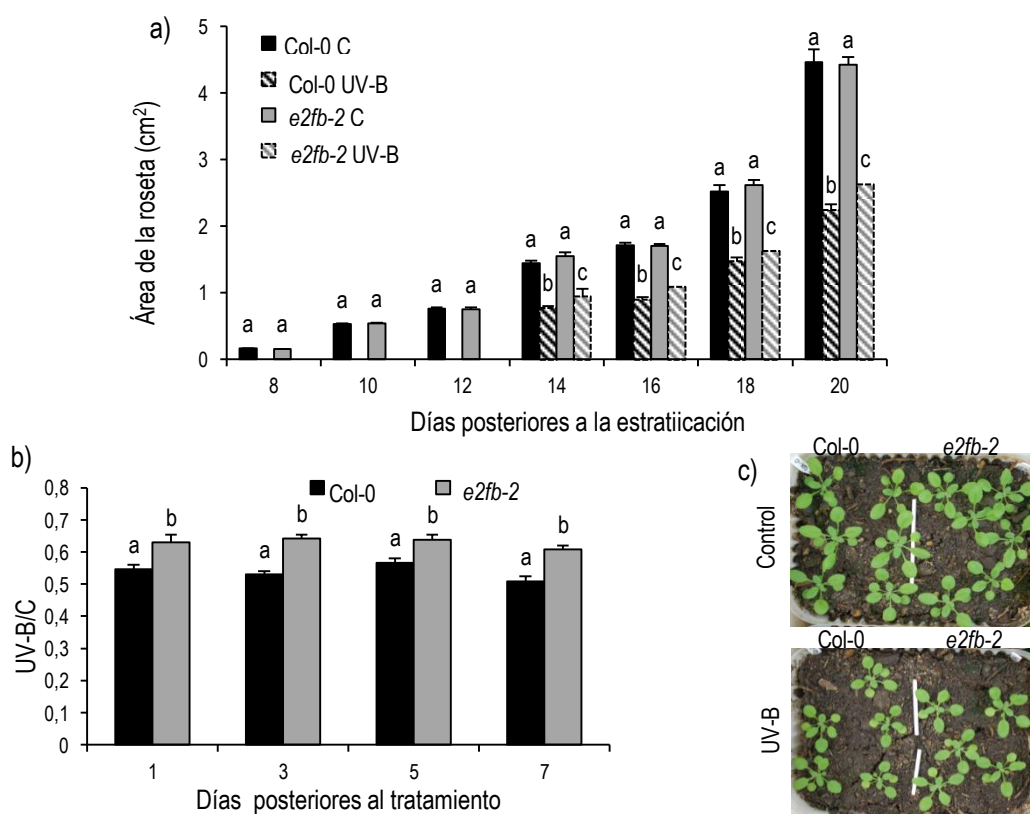 a)
Área de la roseta (cm²)
5
4
3
2
1
0
Col-0 C
Col-0 UV-B
e2fb-2 C
e2fb-2 UV-B
a a
a a
a a
a b a c
a b a c
a b a c
a b a c
8 10 12 14 16 18 20
Días posteriores a la estratiicación
b)
UV-B/C
0,8
0,7
0,6
0,5
0,4
0,3
0,2
0,1
0
Col-0 e2fb-2
a b a b a b a b
1 3 5 7
Días posteriores al tratamiento
c)
Col-0 e2fb-2
Control
Col-0 e2fb-2
UV-B